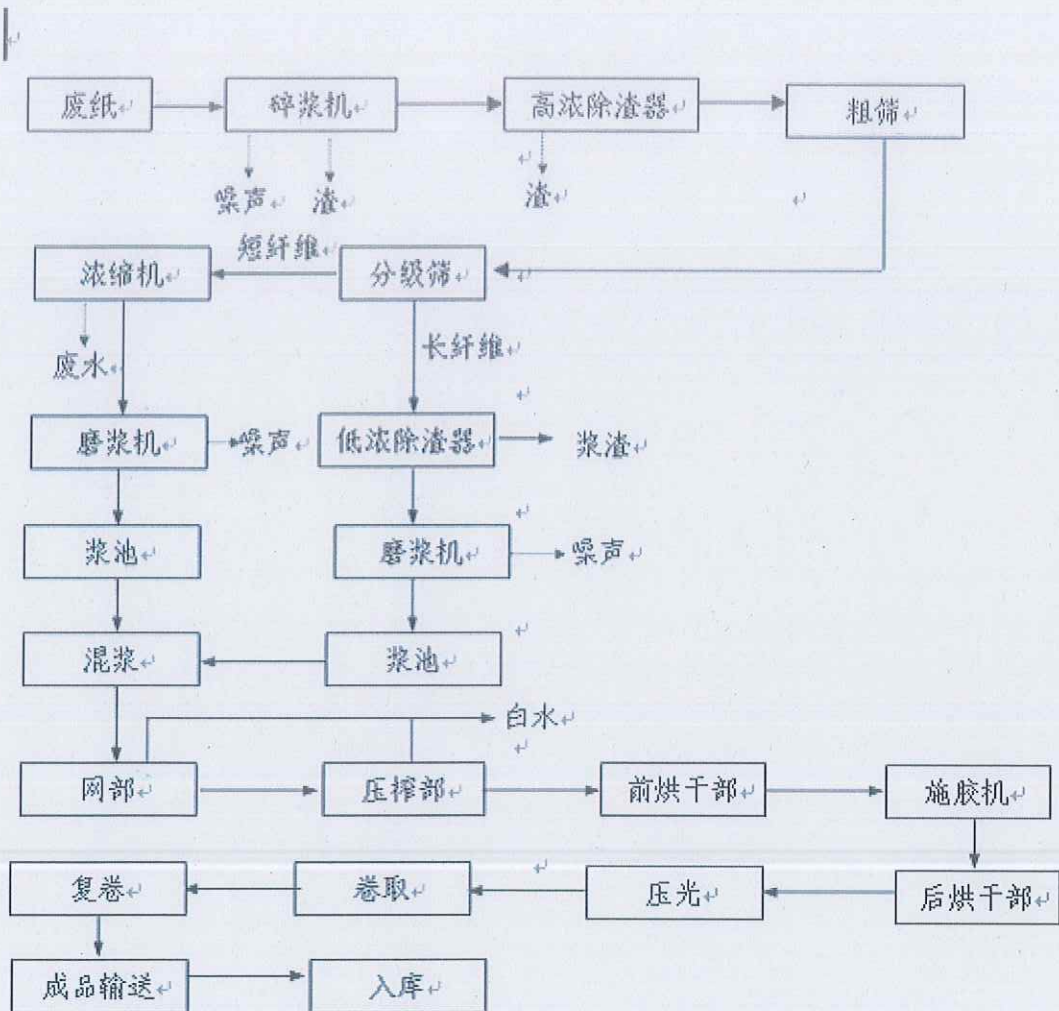 废纸 碎浆机 高浓除渣器 粗筛
噪声 渣 渣
短纤维
浓缩机 分级筛
长纤维
废水
磨浆机 噪声 低浓除渣器 浆渣
浆池 磨浆机 噪声
混浆 浆池
白水
网部 压榨部 前烘干部 施胶机
复卷 卷取 压光 后烘干部
成品输送 入库